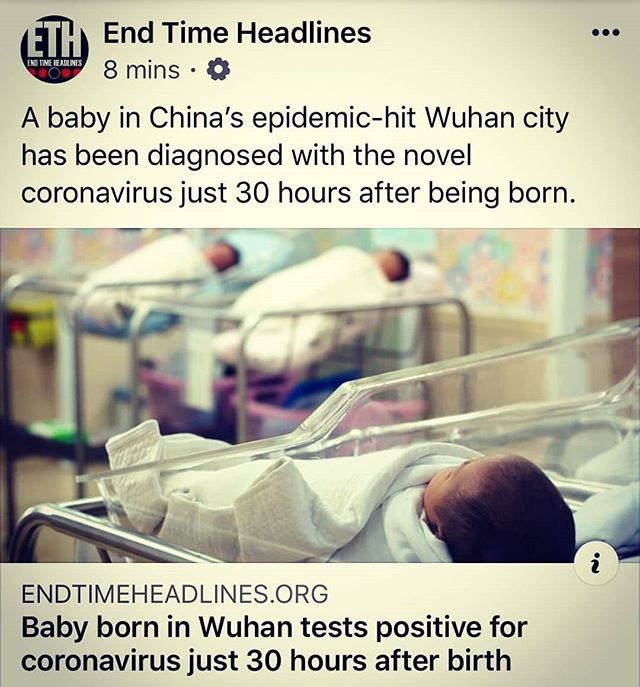 ETH
END TIME HEADLINES
End Time Headlines
8 mins ·
A baby in China's epidemic-hit Wuhan city
has been diagnosed with the novel
coronavirus just 30 hours after being born.
i
ENDTIMEHEADLINES.ORG
Baby born in Wuhan tests positive for
coronavirus just 30 hours after birth